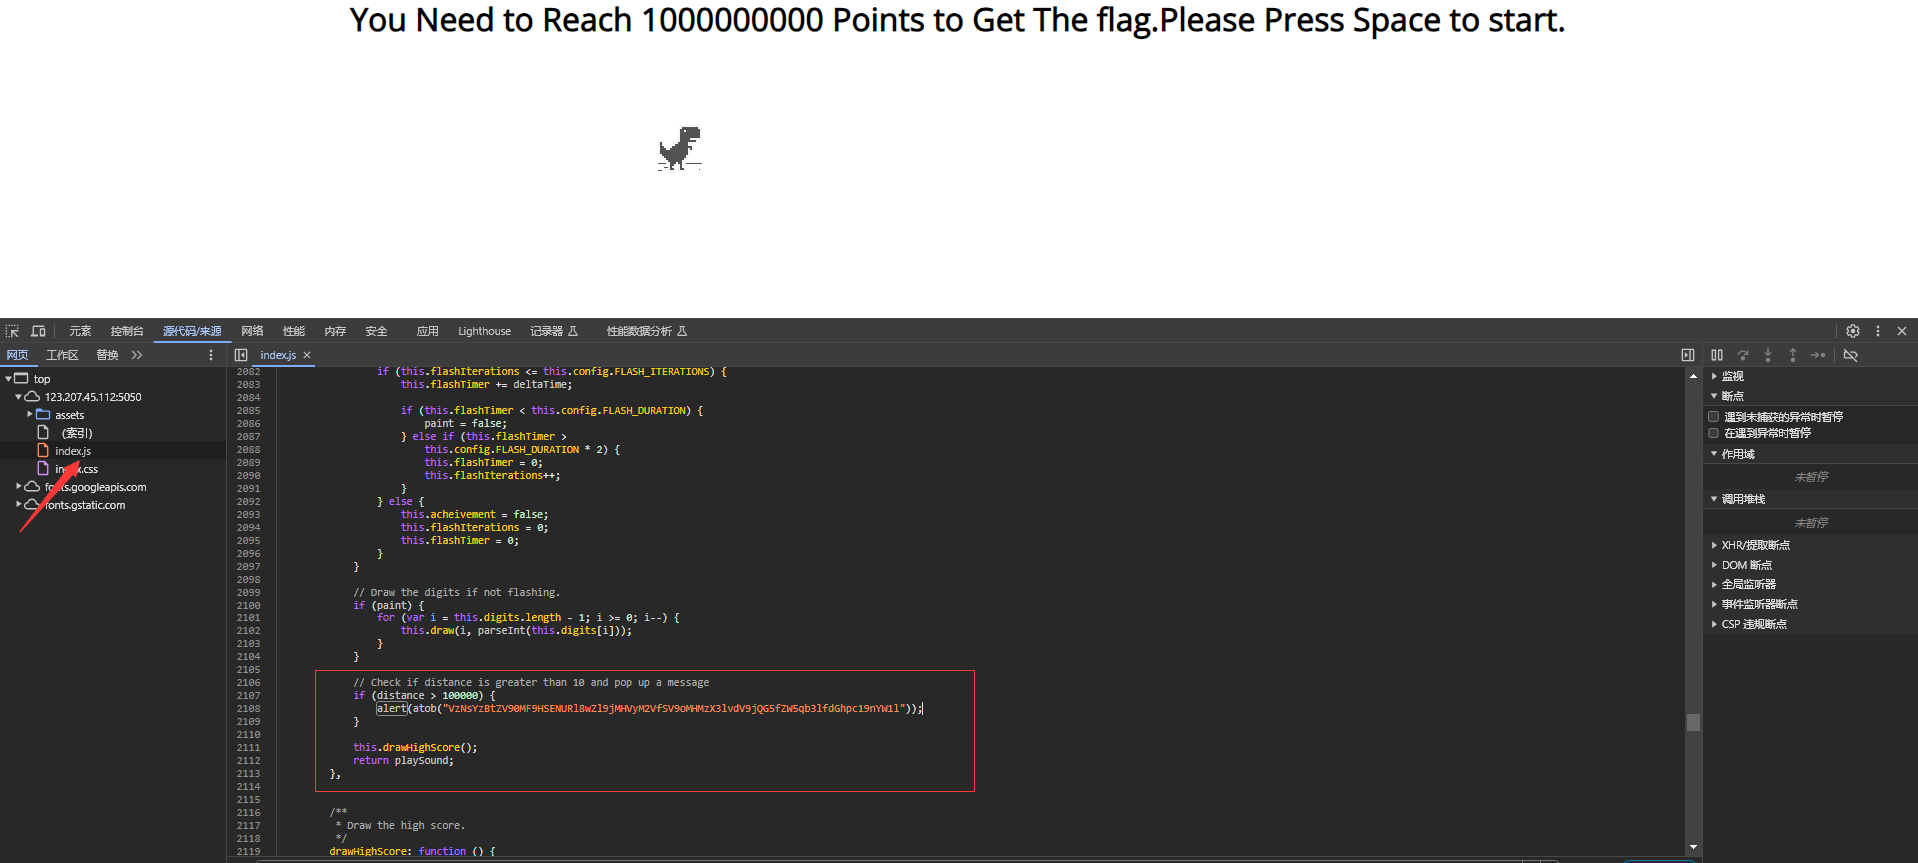 You Need to Reach 1000000000 Points to Get The flag.Please Press Space to start.
元素 控制台 源代码/来源 网络 性能 内存 安全 应用 Lighthouse 记录器 性能数据分析
网页 工作区 替换
index.js
top
123.207.45.112:5050
assets
(索引)
index.js
index.css
fonts.googleapis.com
fonts.gstatic.com
2082 if (this.flashIterations <= this.config.FLASH_ITERATIONS) {
2083 this.flashTimer += deltaTime;
2084
2085 if (this.flashTimer < this.config.FLASH_DURATION) {
2086 paint = false;
2087 } else if (this.flashTimer >
2088 this.config.FLASH_DURATION * 2) {
2089 this.flashTimer = 0;
2090 this.flashIterations++;
2091 }
2092 } else {
2093 this.acheivement = false;
2094 this.flashIterations = 0;
2095 this.flashTimer = 0;
2096 }
2097 }
2098
2099 // Draw the digits if not flashing.
2100 if (paint) {
2101 for (var i = this.digits.length - 1; i >= 0; i--) {
2102 this.draw(i, parseInt(this.digits[i]));
2103 }
2104 }
2105
2106 // Check if distance is greater than 10 and pop up a message
2107 if (distance > 100000) {
2108 alert(atob("VzNsYzBtZV90MF9HSENURl8wZl9jMHVyM2VfSV9oMHMzX3lvdV9jQG5fZW5qb3lfdGhpc19nYW1l"));
2109 }
2110
2111 this.drawHighScore();
2112 return playSound;
2113 },
2114
2115
2116 /**
2117 * Draw the high score.
2118 */
2119 drawHighScore: function () {
监视
断点
遇到未捕获的异常时暂停
在遇到异常时暂停
作用域
未暂停
调用堆栈
未暂停
XHR/提取断点
DOM 断点
全局监听器
事件监听器断点
CSP 违规断点